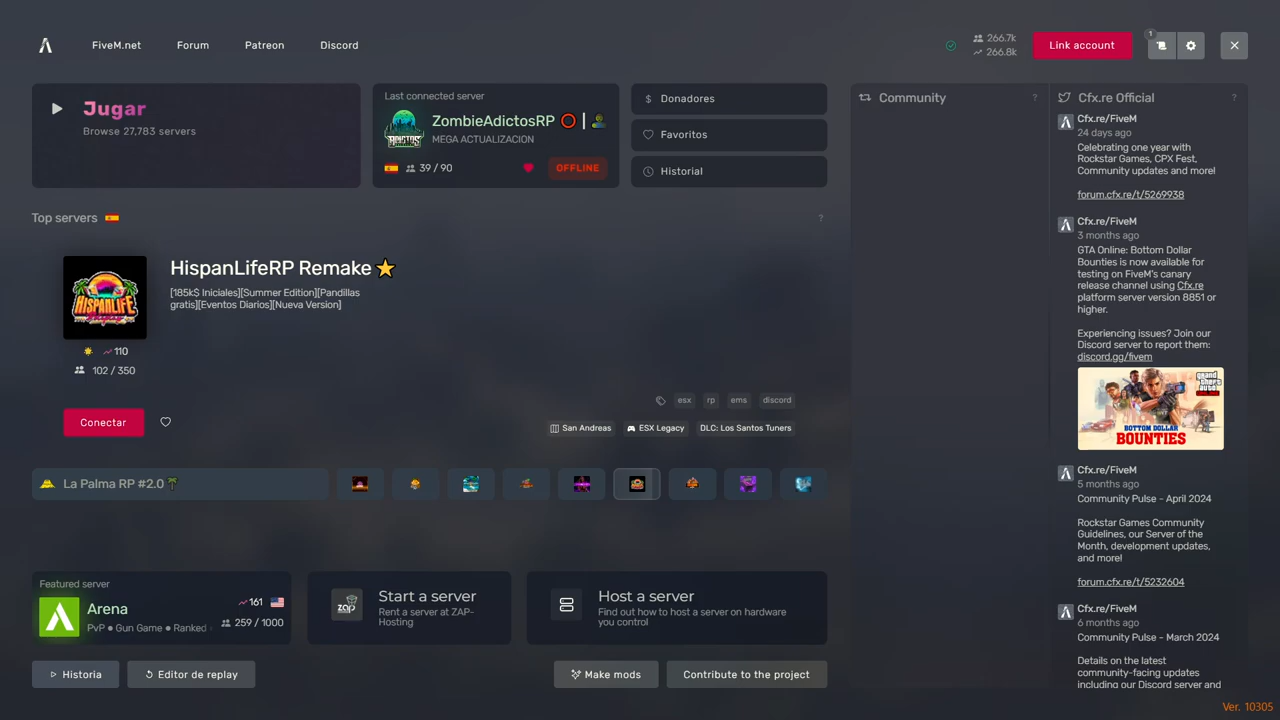 FiveM.net
Forum
Patreon
Discord
266.7k
266.8k
Link account
1
Jugar
Browse 27,783 servers
Last connected server
ZombieAdictosRP ⭕ |
MEGA ACTUALIZACION
39 / 90
OFFLINE
$ Donadores
Favoritos
Historial
Top servers
?
HISPANLIFE
HispanLifeRP Remake⭐
[185k$ Iniciales][Summer Edition][Pandillas
gratis][Eventos Diarios][Nueva Version]
110
102 / 350
Conectar
esx
rp
ems
discord
San Andreas
ESX Legacy
DLC: Los Santos Tuners
La Palma RP #2.0🌴
Featured server
Arena
PvP ● Gun Game ● Ranked
161
259 / 1000
ZAP
Start a server
Rent a server at ZAP-
Hosting
Host a server
Find out how to host a server on hardware
you control
Historia
Editor de replay
Make mods
Contribute to the project
Community
?
Cfx.re Official
?
Cfx.re/FiveM
24 days ago
Celebrating one year with
Rockstar Games, CPX Fest,
Community updates and more!
forum.cfx.re/t/5269938
Cfx.re/FiveM
3 months ago
GTA Online: Bottom Dollar
Bounties is now available for
testing on FiveM's canary
release channel using Cfx.re
platform server version 8851 or
higher.
Experiencing issues? Join our
Discord server to report them:
discord.gg/fivem
BOTTOM DOLLAR
BOUNTIES
Cfx.re/FiveM
5 months ago
Community Pulse - April 2024
Rockstar Games Community
Guidelines, our Server of the
Month, development updates,
and more!
forum.cfx.re/t/5232604
Cfx.re/FiveM
6 months ago
Community Pulse - March 2024
Details on the latest
community-facing updates
including our Discord server and
Ver. 10305